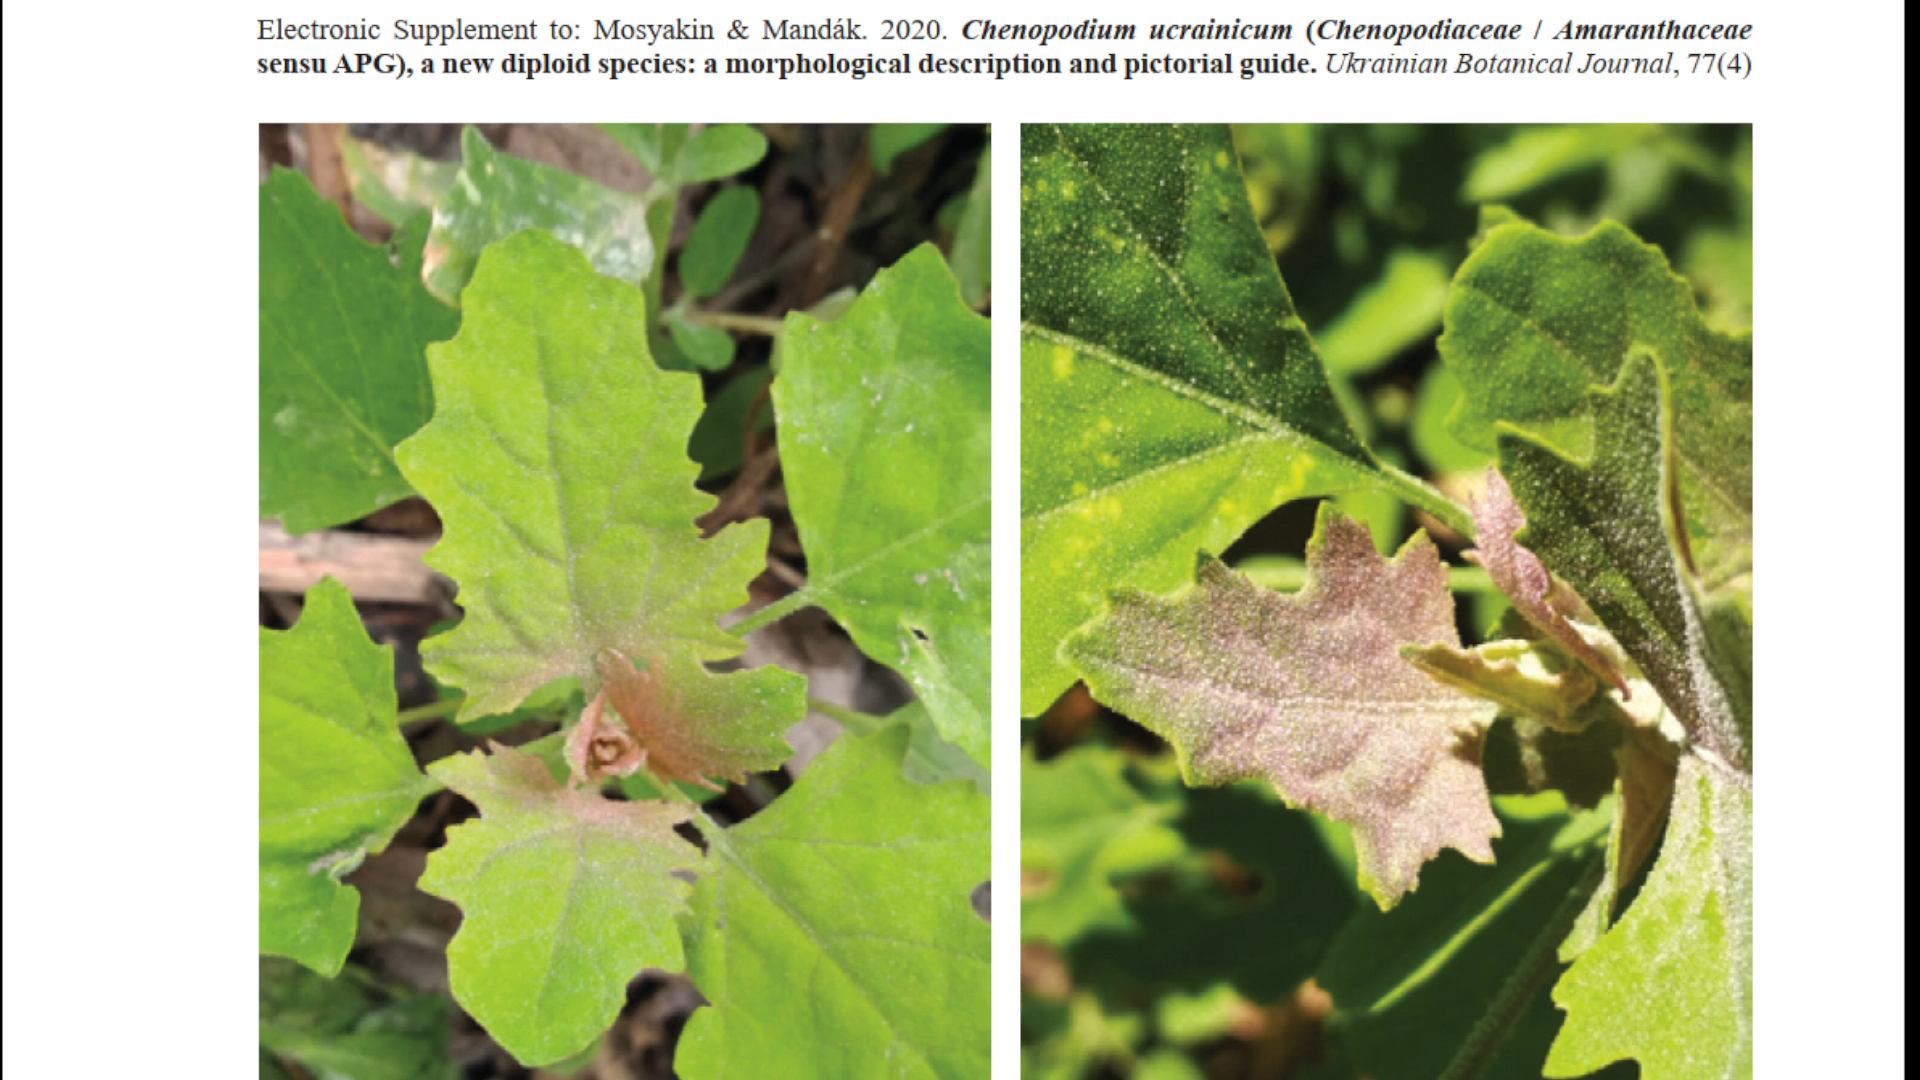 Electronic Supplement to: Mosyakin & Mandák. 2020. Chenopodium ucrainicum (Chenopodiaceae / Amaranthaceae
sensu APG), a new diploid species: a morphological description and pictorial guide. Ukrainian Botanical Journal, 77(4)